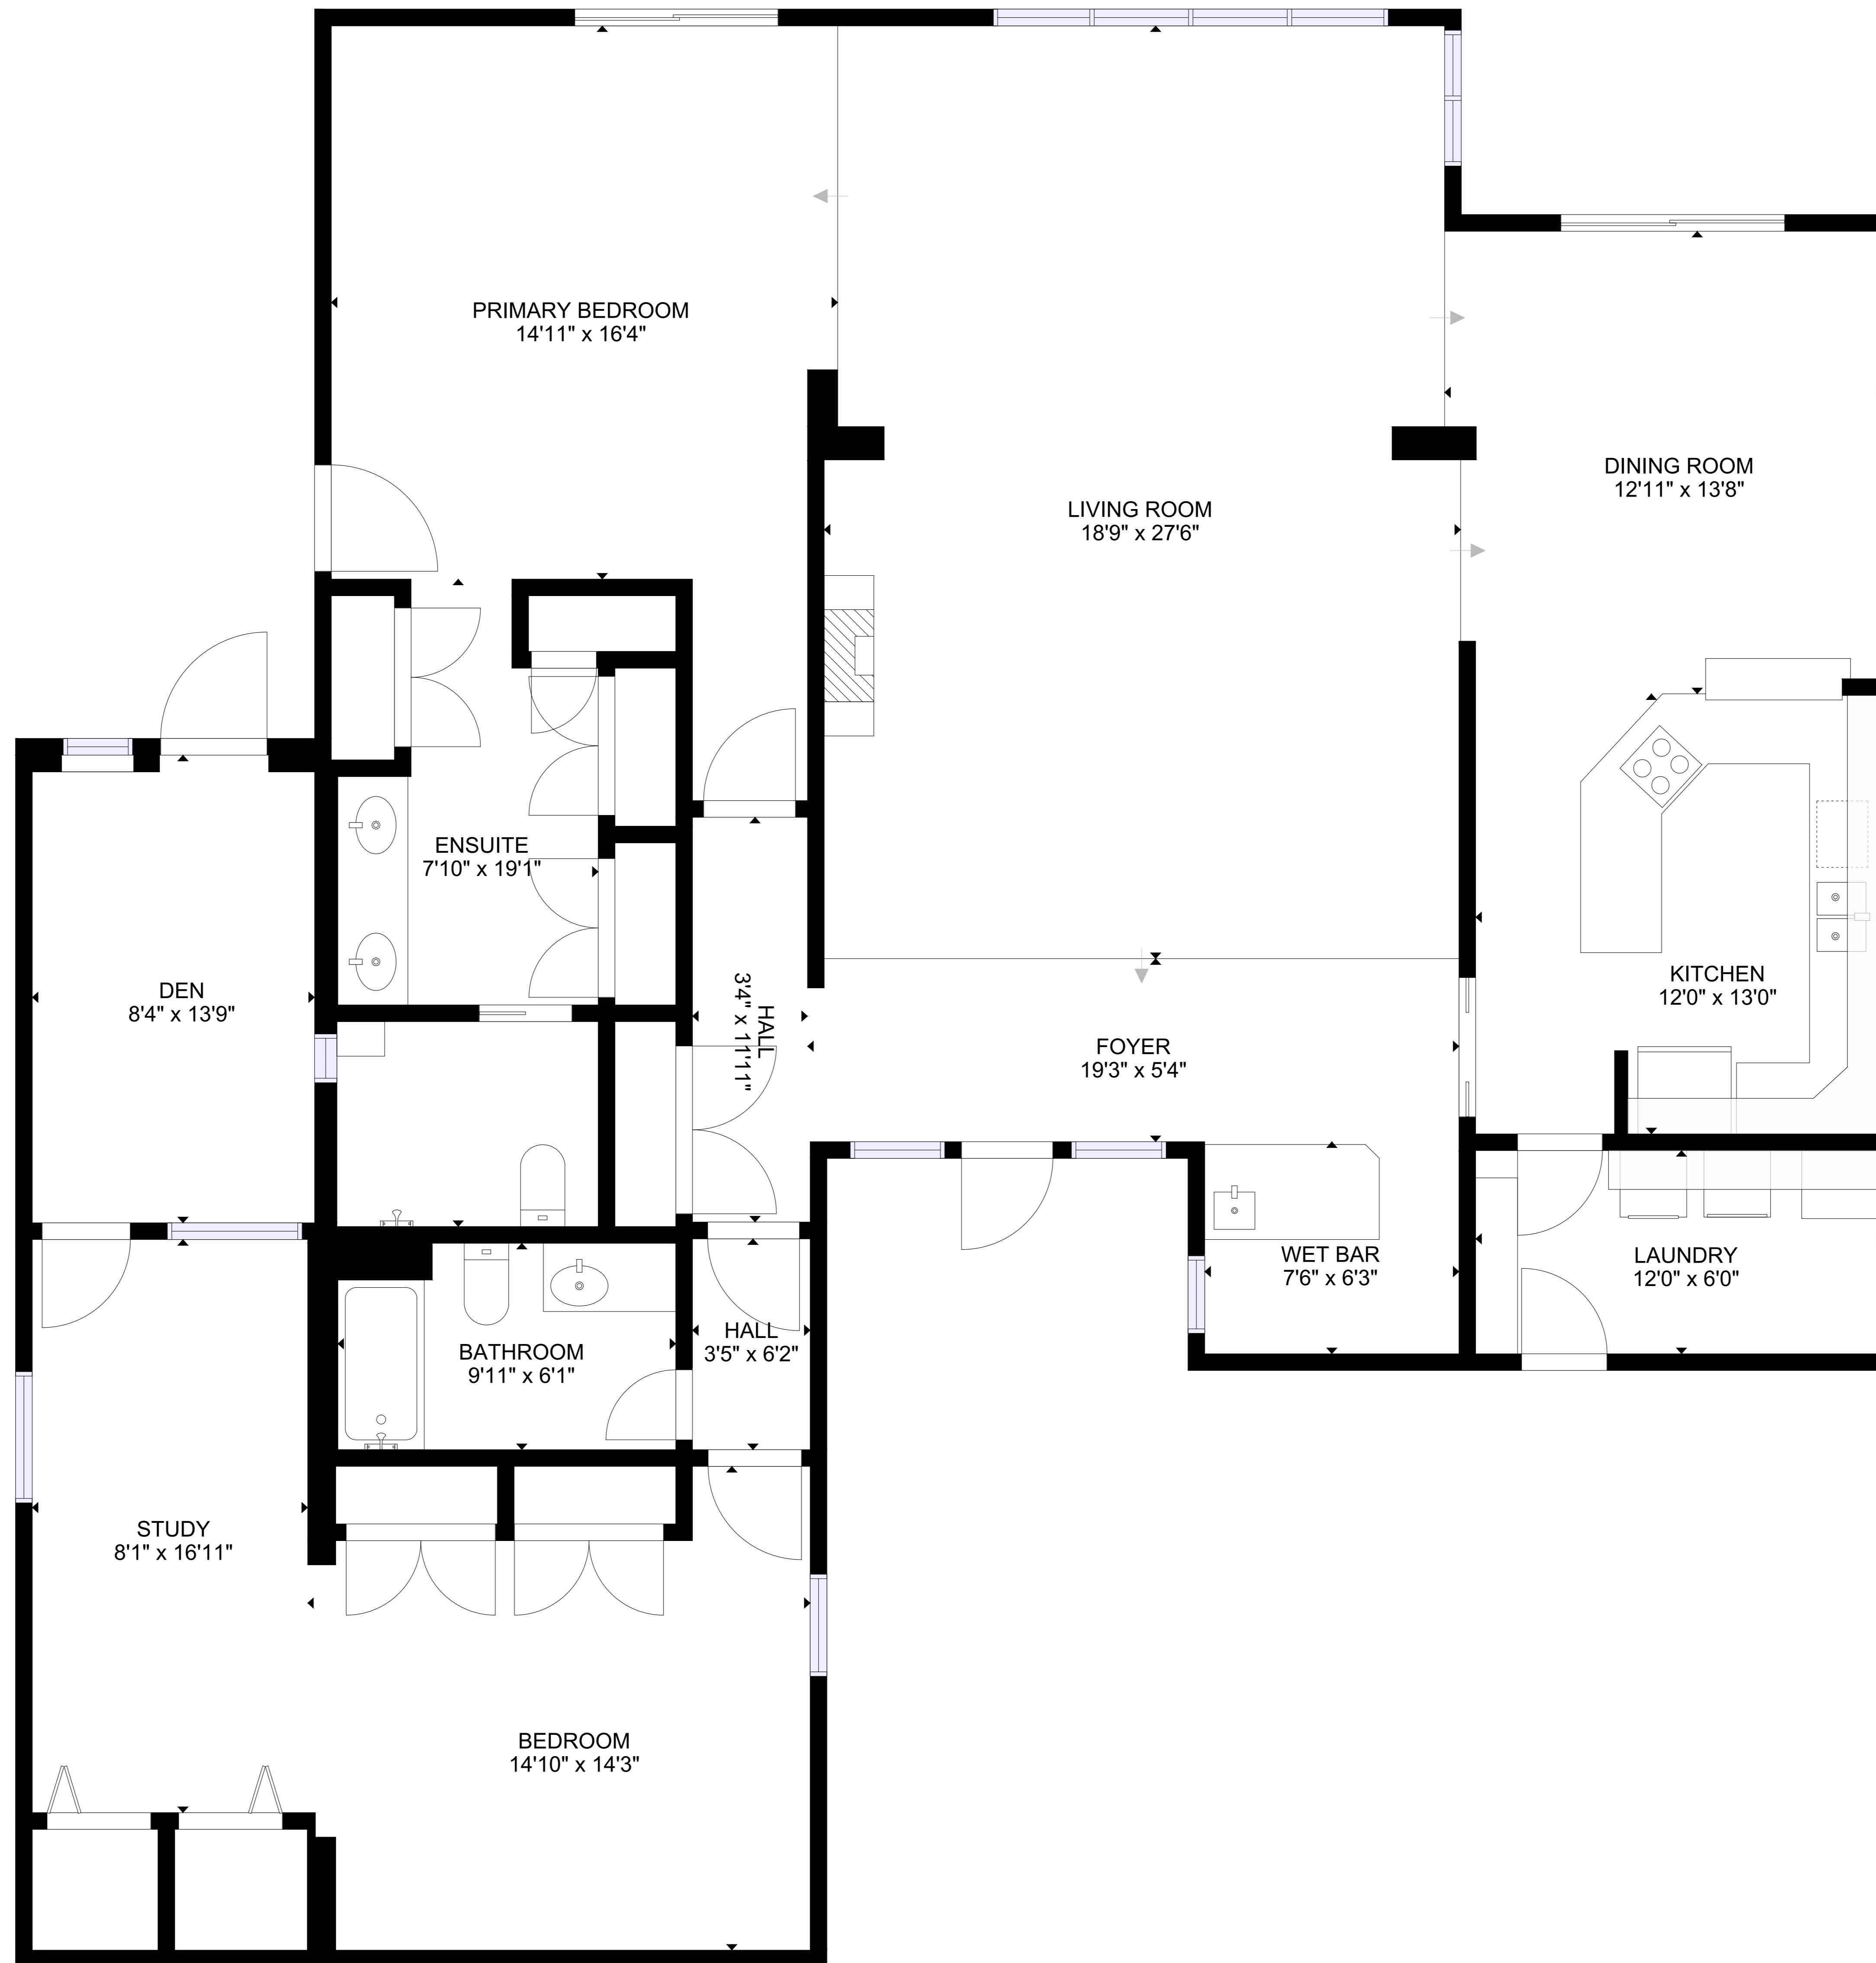 PRIMARY BEDROOM
14'11" x 16'4"
LIVING ROOM
18'9" x 27'6"
DINING ROOM
12'11" x 13'8"
ENSUITE
7'10" x 19'1"
DEN
8'4" x 13'9"
HALL
3'4" x 11'11"
FOYER
19'3" x 5'4"
KITCHEN
12'0" x 13'0"
WET BAR
7'6" x 6'3"
LAUNDRY
12'0" x 6'0"
BATHROOM
9'11" x 6'1"
HALL
3'5" x 6'2"
STUDY
8'1" x 16'11"
BEDROOM
14'10" x 14'3"